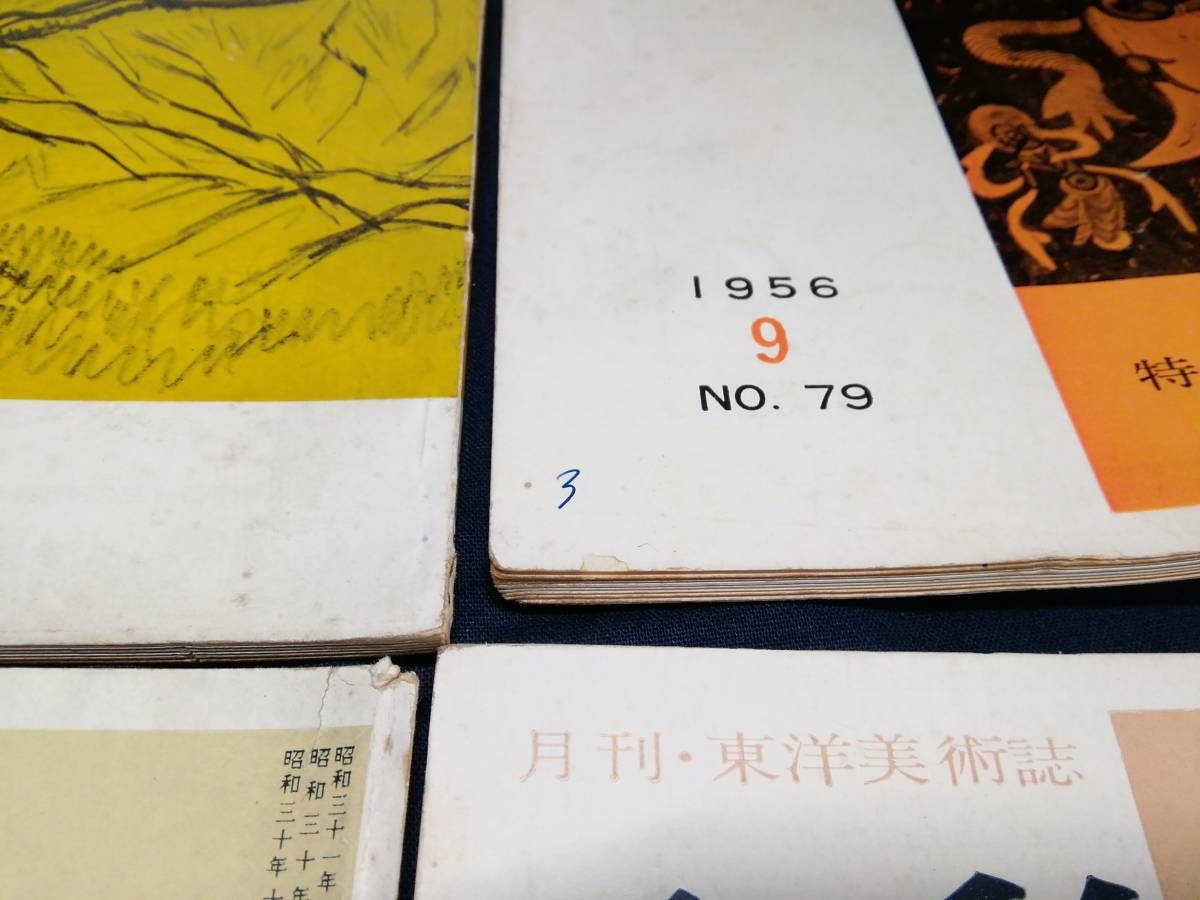 1956
9
NO. 79
特
3
月刊・東洋美術誌
昭和三十一年
昭和三十年
昭和三十年十